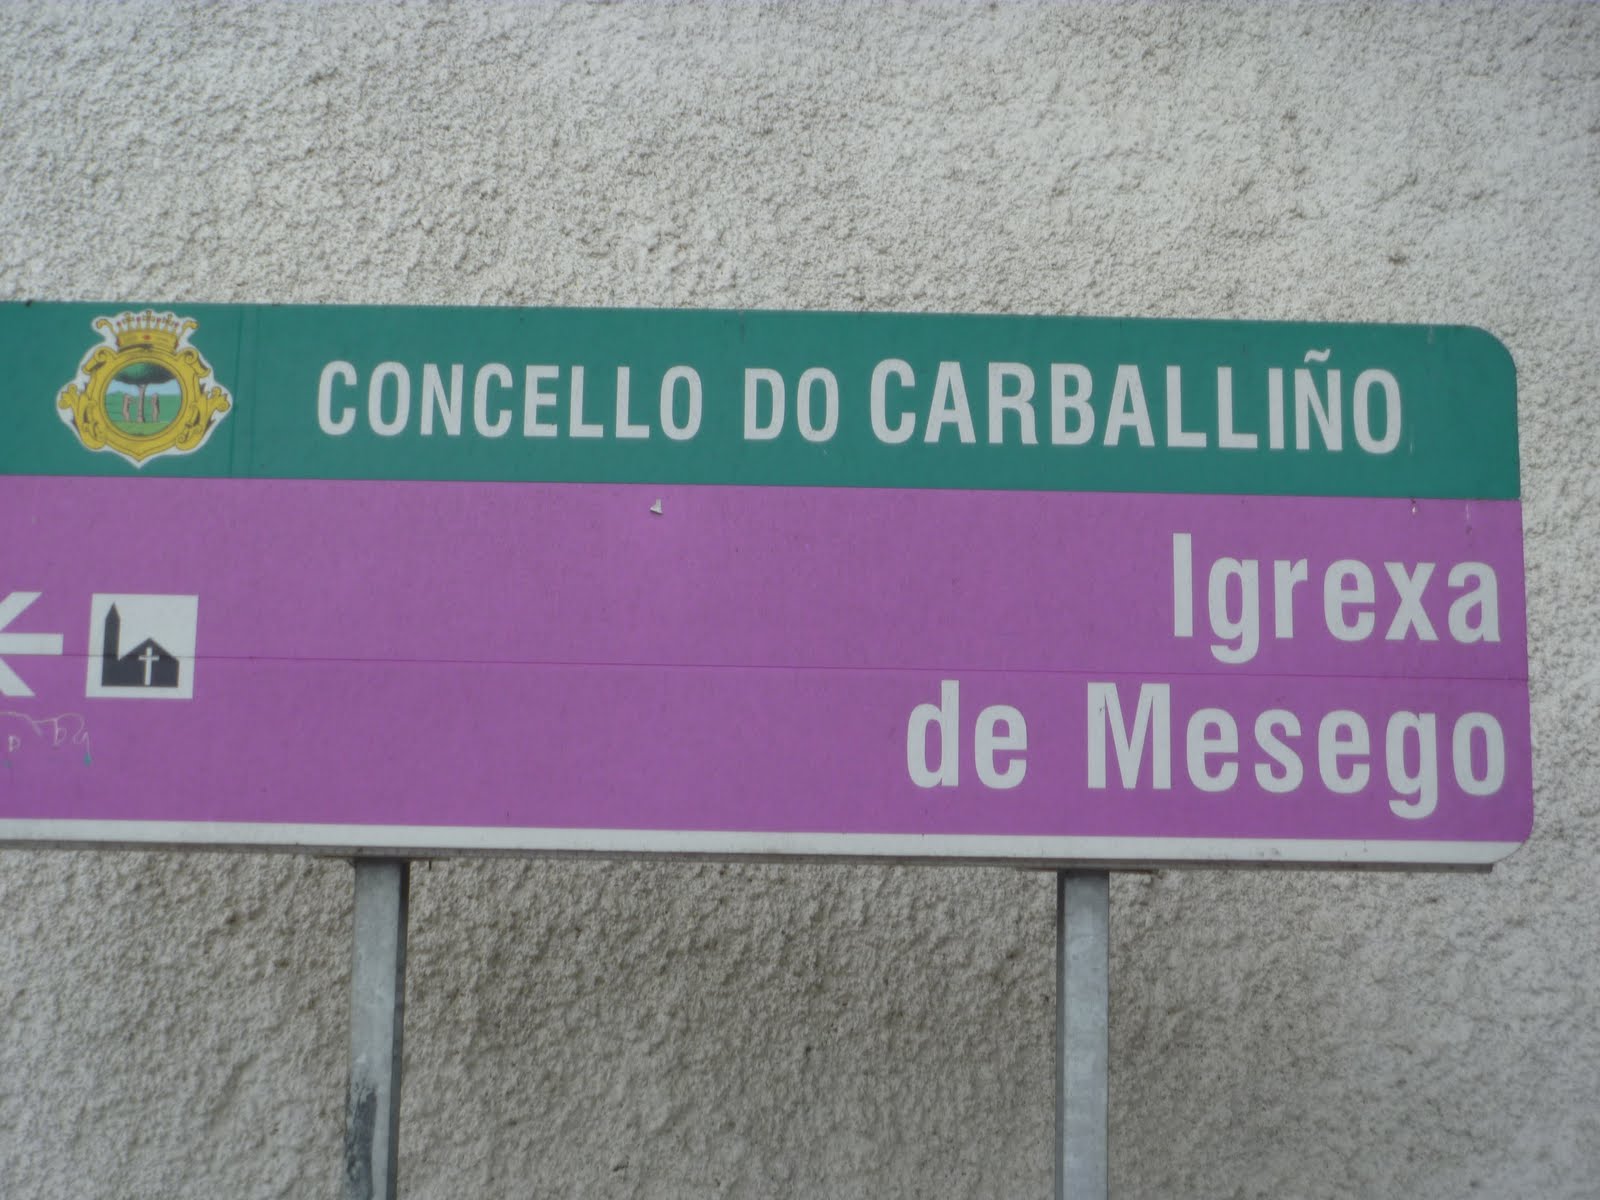 CONCELLO DO CARBALLIÑO
Igrexa
de Mesego